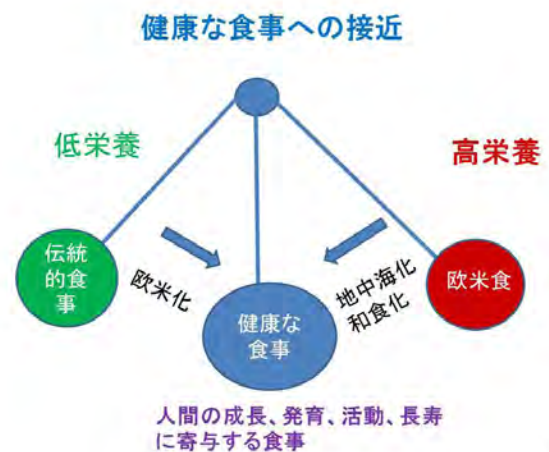 健康な食事への接近
低栄養
高栄養
伝統
的食
事
欧米化
健康な
食事
地中海化
和食化
欧米食
人間の成長、発育、活動、長寿
に寄与する食事